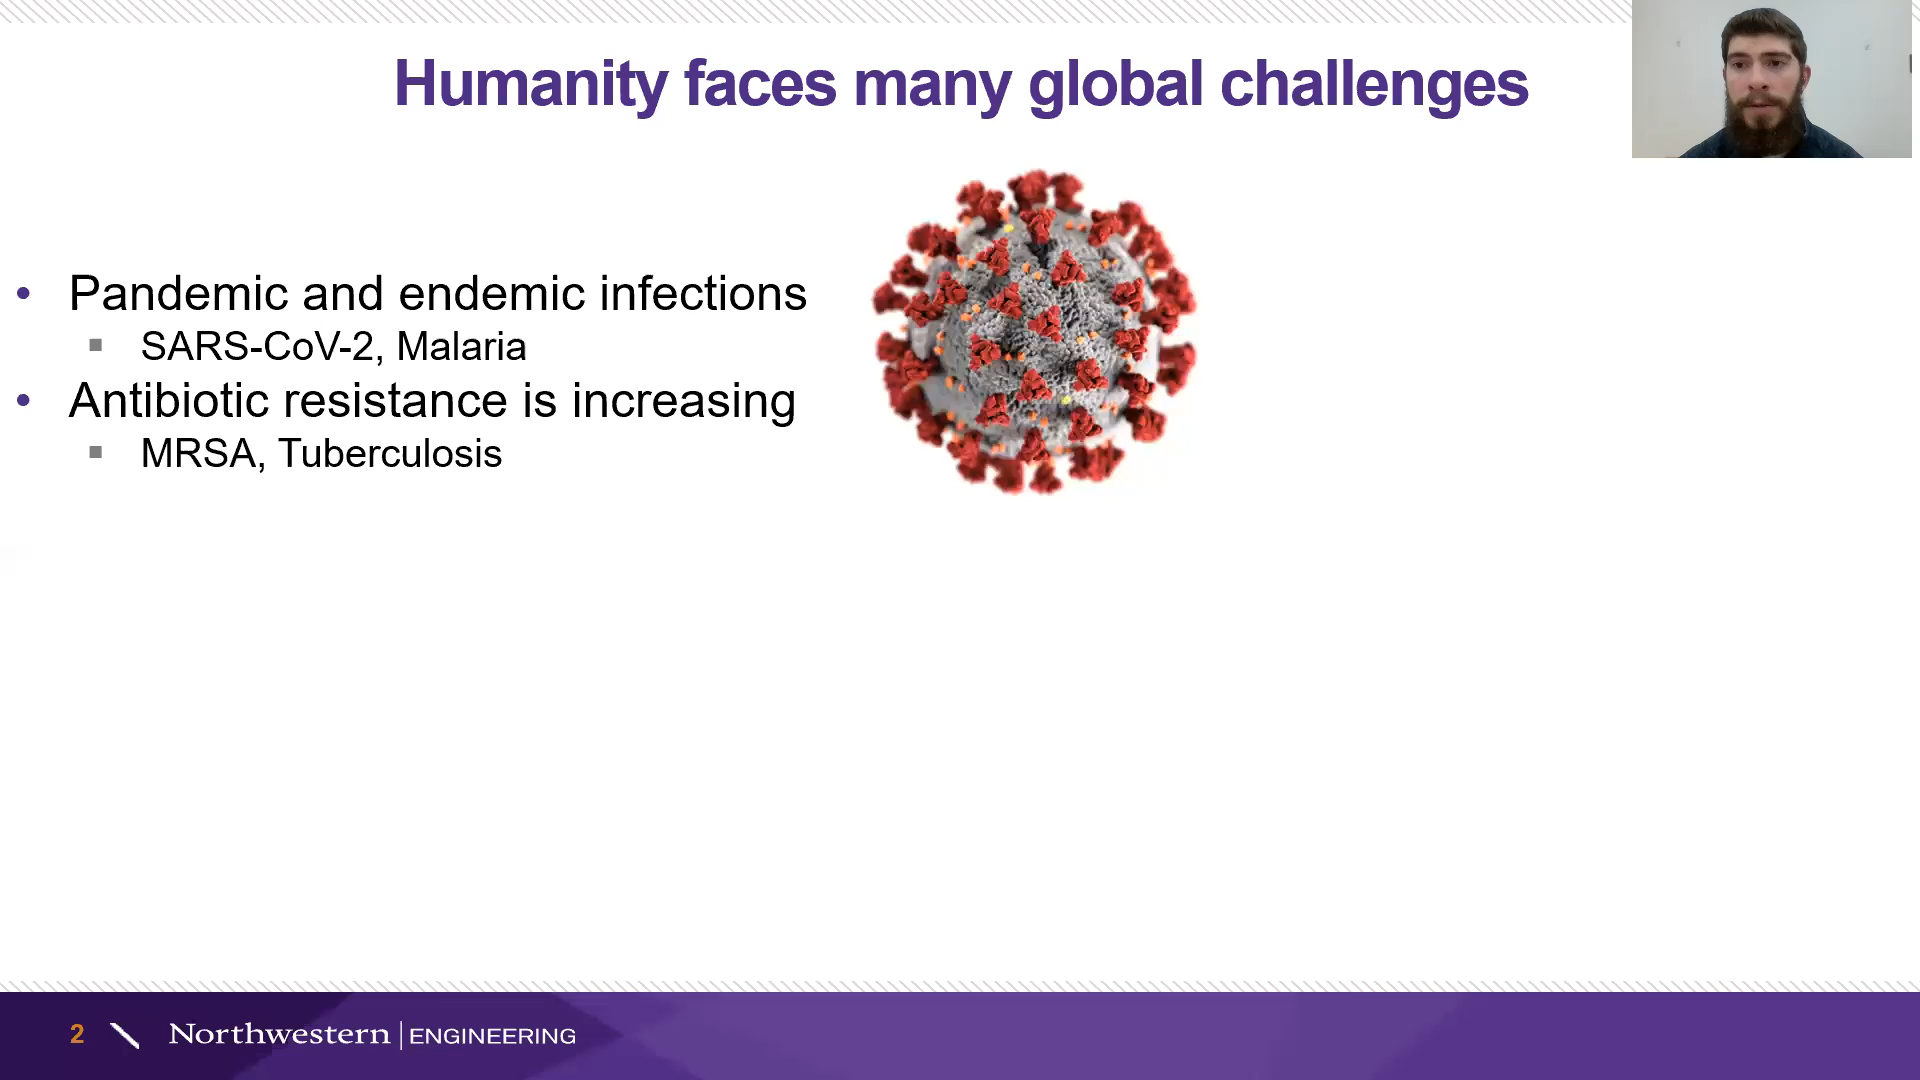 Humanity faces many global challenges
• Pandemic and endemic infections
▪ SARS-CoV-2, Malaria
• Antibiotic resistance is increasing
▪ MRSA, Tuberculosis
2 \ Northwestern | ENGINEERING